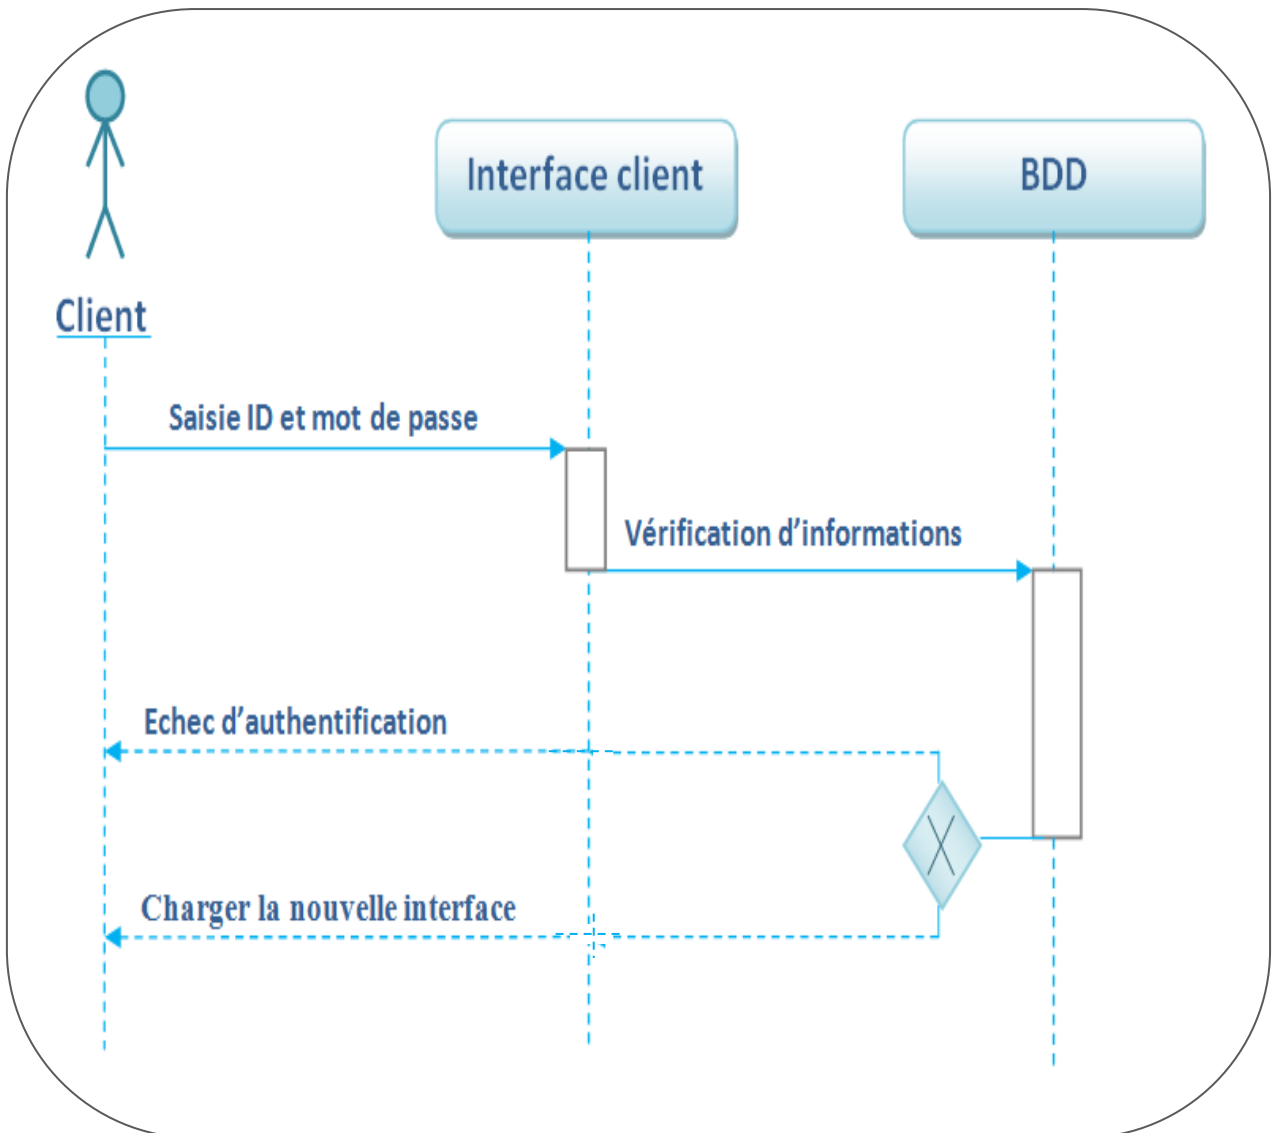 Interface client
BDD
Client
Saisie ID et mot de passe
Vérification d’informations
Echec d’authentification
Charger la nouvelle interface